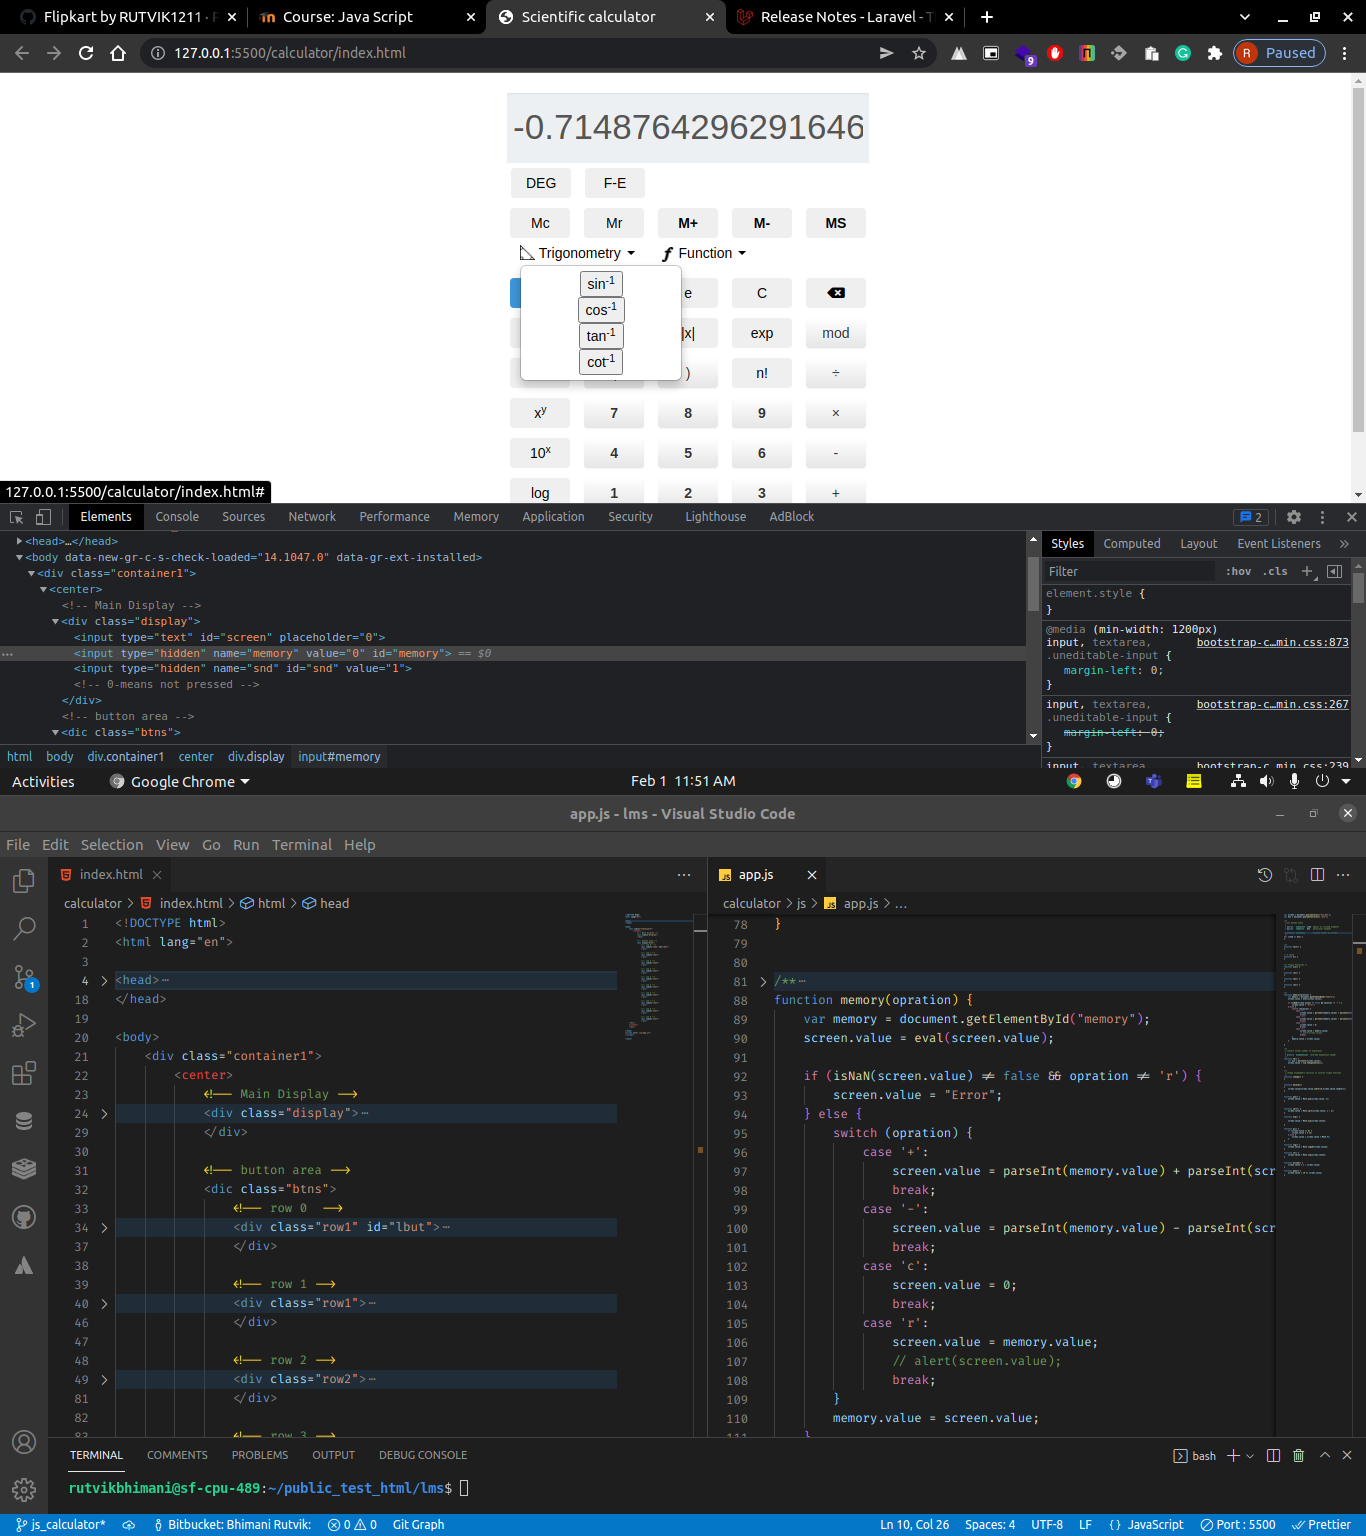 Flipkart by RUTVIK1211 · F
Course: Java Script
Scientific calculator
Release Notes - Laravel - T
127.0.0.1:5500/calculator/index.html
9
R Paused
-0.7148764296291646
DEG F-E
Mc Mr M+ M- MS
Trigonometry Function
sin-1
cos-1
tan-1
cot-1
e C
|x| exp mod
) n! ÷
xy 7 8 9 ×
10x 4 5 6 -
log 1 2 3 +
127.0.0.1:5500/calculator/index.html#
Elements Console Sources Network Performance Memory Application Security Lighthouse AdBlock 2
<head>…</head>
<body data-new-gr-c-s-check-loaded="14.1047.0" data-gr-ext-installed>
<div class="container1">
<center>
<!-- Main Display -->
<div class="display">
<input type="text" id="screen" placeholder="0">
<input type="hidden" name="memory" value="0" id="memory"> == $0
<input type="hidden" name="snd" id="snd" value="1">
<!-- 0-means not pressed -->
</div>
<!-- button area -->
<dic class="btns">
html body div.container1 center div.display input#memory
Styles Computed Layout Event Listeners »
Filter :hov .cls +
element.style {
}
@media (min-width: 1200px)
input, textarea, bootstrap-c…min.css:873
.uneditable-input {
margin-left: 0;
}
input, textarea, bootstrap-c…min.css:267
.uneditable-input {
margin-left: 0;
}
input, textarea, bootstrap-c…min.css:239
Activities Google Chrome Feb 1 11:51 AM
app.js - lms - Visual Studio Code
File Edit Selection View Go Run Terminal Help
index.html
calculator > index.html > html > head
1 <!DOCTYPE html>
2 <html lang="en">
3
4 <head>…
18 </head>
19
20 <body>
21 <div class="container1">
22 <center>
23 <!-- Main Display -->
24 <div class="display">…
29 </div>
30
31 <!-- button area -->
32 <dic class="btns">
33 <!-- row 0 -->
34 <div class="row1" id="lbut">…
37 </div>
38
39 <!-- row 1 -->
40 <div class="row1">…
46 </div>
47
48 <!-- row 2 -->
49 <div class="row2">…
81 </div>
82
83 <!-- row 3 -->
app.js
calculator > js > app.js > …
78 }
79
80
81 /**…
88 function memory(opration) {
89 var memory = document.getElementById("memory");
90 screen.value = eval(screen.value);
91
92 if (isNaN(screen.value) != false && opration != 'r') {
93 screen.value = "Error";
94 } else {
95 switch (opration) {
96 case '+':
97 screen.value = parseInt(memory.value) + parseInt(scr
98 break;
99 case '-':
100 screen.value = parseInt(memory.value) - parseInt(scr
101 break;
102 case 'c':
103 screen.value = 0;
104 break;
105 case 'r':
106 screen.value = memory.value;
107 // alert(screen.value);
108 break;
109 }
110 memory.value = screen.value;
111 }
1
TERMINAL COMMENTS PROBLEMS OUTPUT DEBUG CONSOLE bash
rutvikbhimani@sf-cpu-489:~/public_test_html/lms$
js_calculator* Bitbucket: Bhimani Rutvik: 0 0 Git Graph Ln 10, Col 26 Spaces: 4 UTF-8 LF {} JavaScript Port : 5500 Prettier